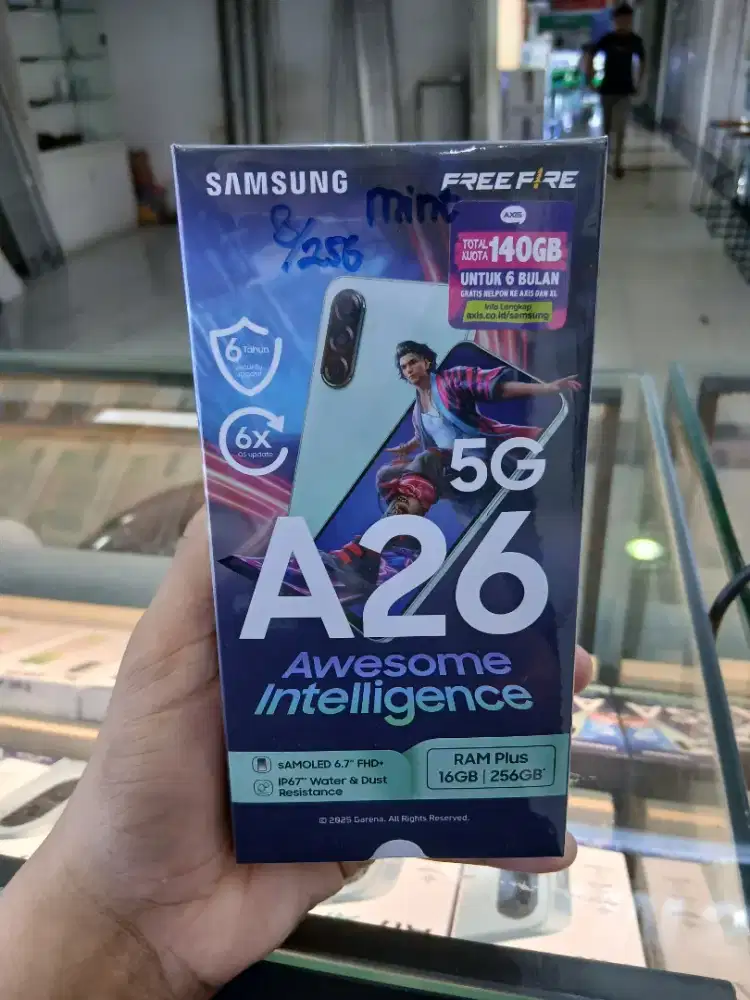 SAMSUNG
FREE FIRE
8/256
mint
AXIS
TOTAL KUOTA 140GB
UNTUK 6 BULAN
GRATIS NELPON KE AXIS DAN XL
Info Lengkap
axis.co.id/samsung
6 Tahun
security
update
6X
OS update
5G
A26
Awesome
Intelligence
sAMOLED 6.7" FHD+
IP67* Water & Dust
Resistance
RAM Plus
16GB | 256GB*
© 2025 Garena. All Rights Reserved.